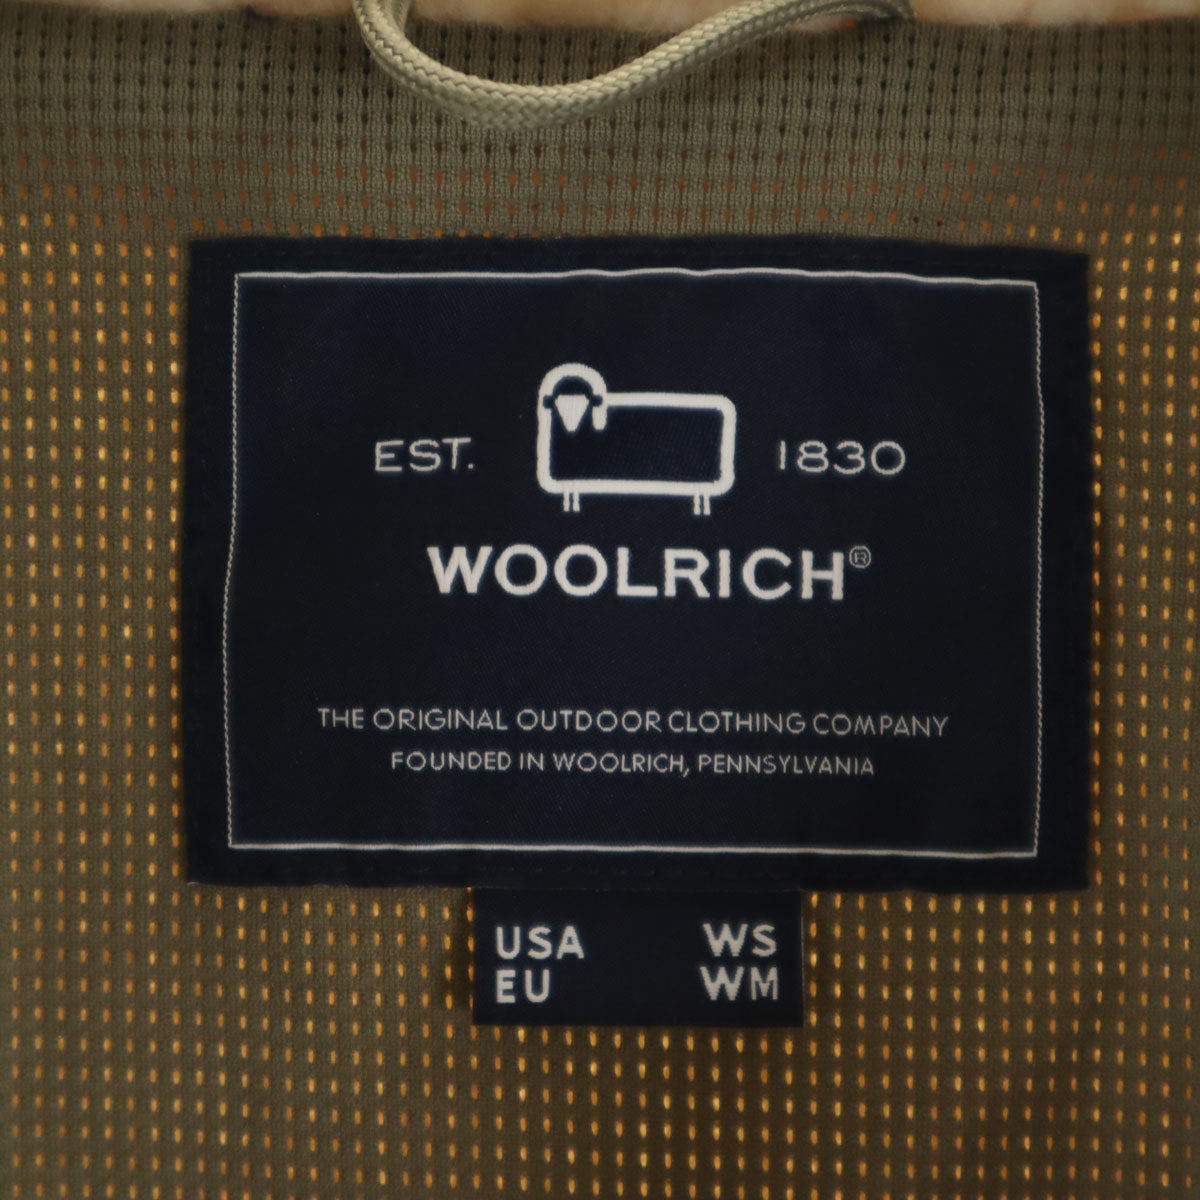 EST. 1830
WOOLRICH®
THE ORIGINAL OUTDOOR CLOTHING COMPANY
FOUNDED IN WOOLRICH, PENNSYLVANIA
USA WS
EU WM